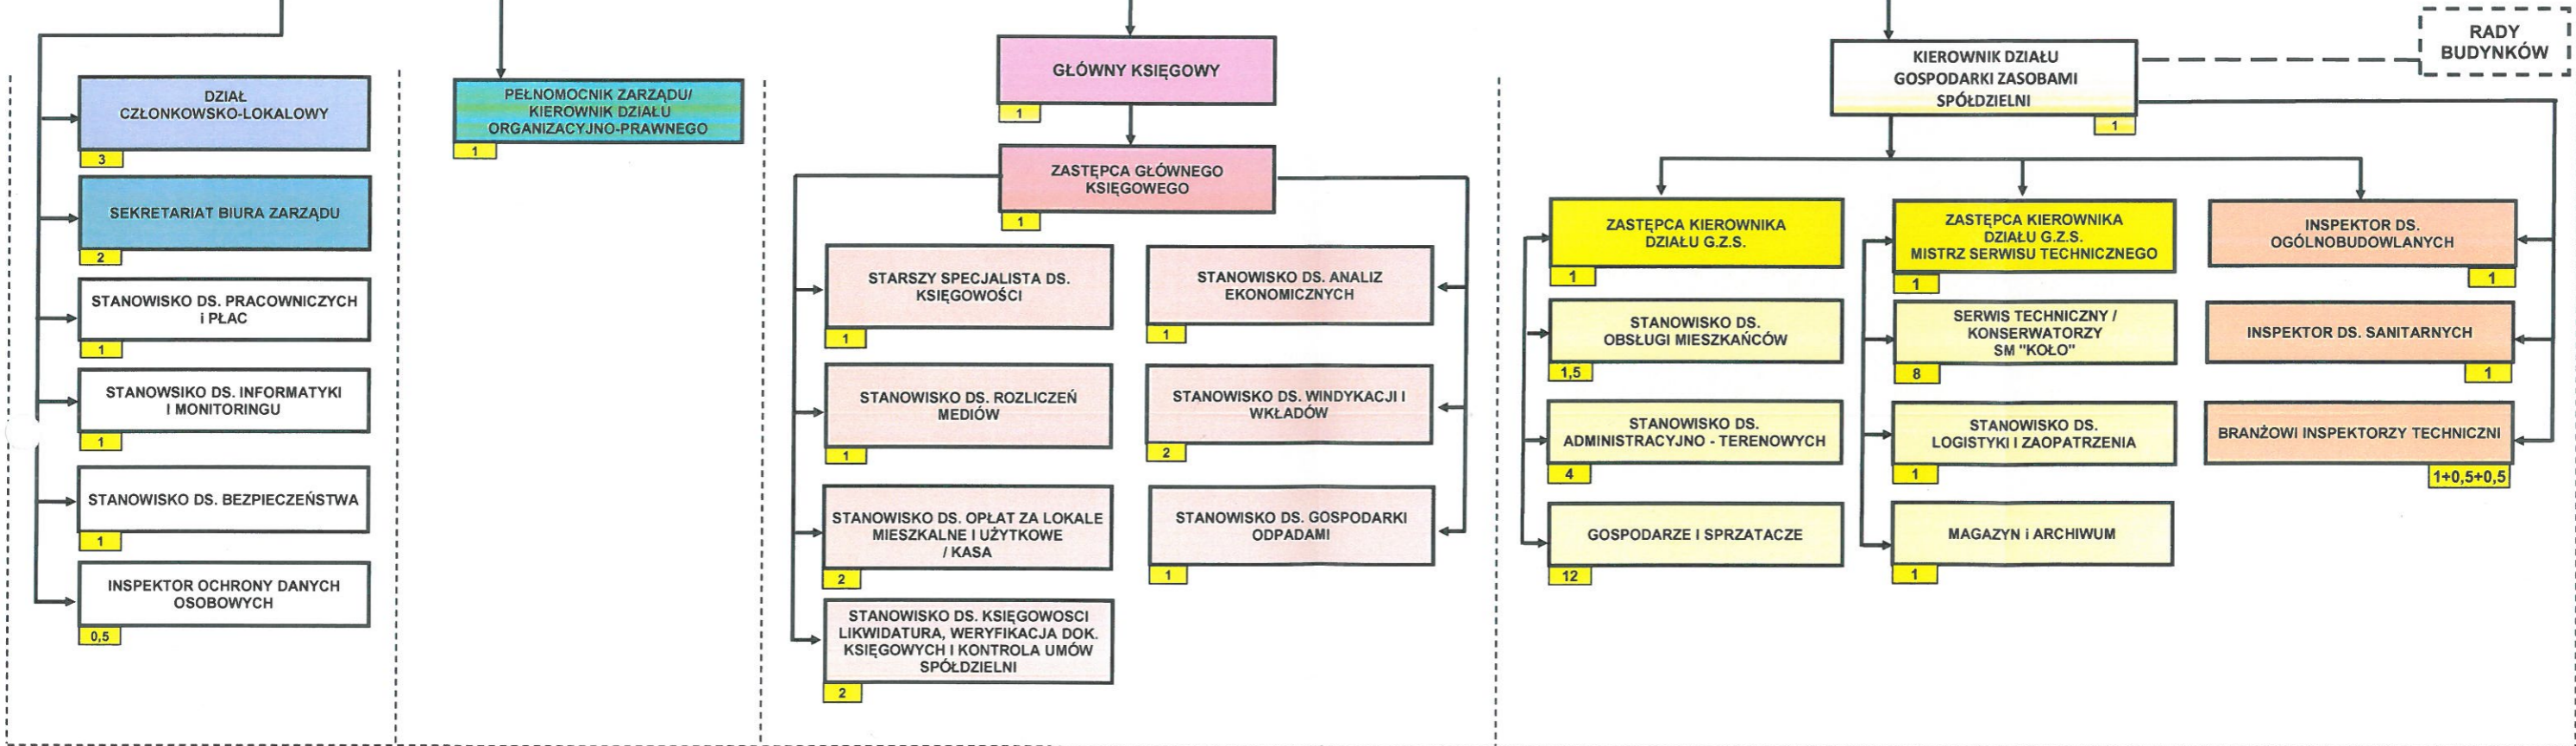 DZIAŁ
CZŁONKOWSKO-LOKALOWY
3
SEKRETARIAT BIURA ZARZĄDU
2
STANOWISKO DS. PRACOWNICZYCH
i PŁAC
1
STANOWSIKO DS. INFORMATYKI
I MONITORINGU
1
STANOWISKO DS. BEZPIECZEŃSTWA
1
INSPEKTOR OCHRONY DANYCH
OSOBOWYCH
0,5
PEŁNOMOCNIK ZARZĄDU/
KIEROWNIK DZIAŁU
ORGANIZACYJNO-PRAWNEGO
1
GŁÓWNY KSIĘGOWY
1
ZASTĘPCA GŁÓWNEGO
KSIĘGOWEGO
1
STARSZY SPECJALISTA DS.
KSIĘGOWOŚCI
1
STANOWISKO DS. ROZLICZEŃ
MEDIÓW
1
STANOWISKO DS. OPŁAT ZA LOKALE
MIESZKALNE I UŻYTKOWE
/ KASA
2
STANOWISKO DS. KSIĘGOWOSCI
LIKWIDATURA, WERYFIKACJA DOK.
KSIĘGOWYCH I KONTROLA UMÓW
SPÓŁDZIELNI
2
STANOWISKO DS. ANALIZ
EKONOMICZNYCH
1
STANOWISKO DS. WINDYKACJI I
WKŁADÓW
2
STANOWISKO DS. GOSPODARKI
ODPADAMI
1
KIEROWNIK DZIAŁU
GOSPODARKI ZASOBAMI
SPÓŁDZIELNI
1
RADY
BUDYNKÓW
ZASTĘPCA KIEROWNIKA
DZIAŁU G.Z.S.
1
STANOWISKO DS.
OBSŁUGI MIESZKAŃCÓW
1,5
STANOWISKO DS.
ADMINISTRACYJNO - TERENOWYCH
4
GOSPODARZE I SPRZATACZE
12
ZASTĘPCA KIEROWNIKA
DZIAŁU G.Z.S.
MISTRZ SERWISU TECHNICZNEGO
1
SERWIS TECHNICZNY /
KONSERWATORZY
SM "KOŁO"
8
STANOWISKO DS.
LOGISTYKI I ZAOPATRZENIA
1
MAGAZYN i ARCHIWUM
1
INSPEKTOR DS.
OGÓLNOBUDOWLANYCH
1
INSPEKTOR DS. SANITARNYCH
1
BRANŻOWI INSPEKTORZY TECHNICZNI
1+0,5+0,5